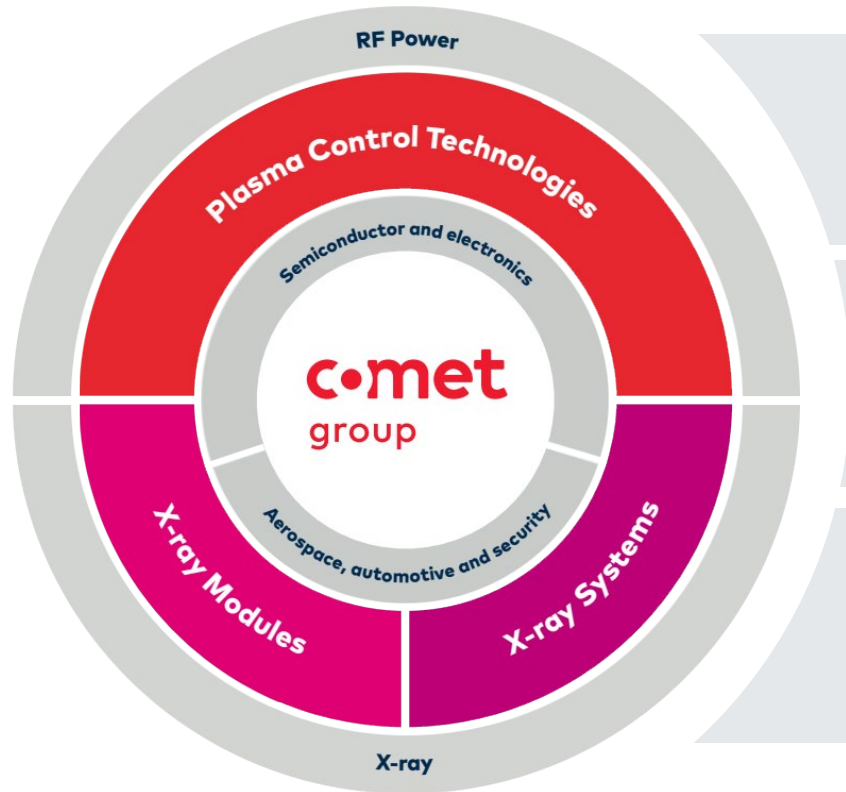 RF Power
Plasma Control Technologies
Semiconductor and electronics
comet
group
Aerospace, automotive and security
X-ray Modules
X-ray Systems
X-ray